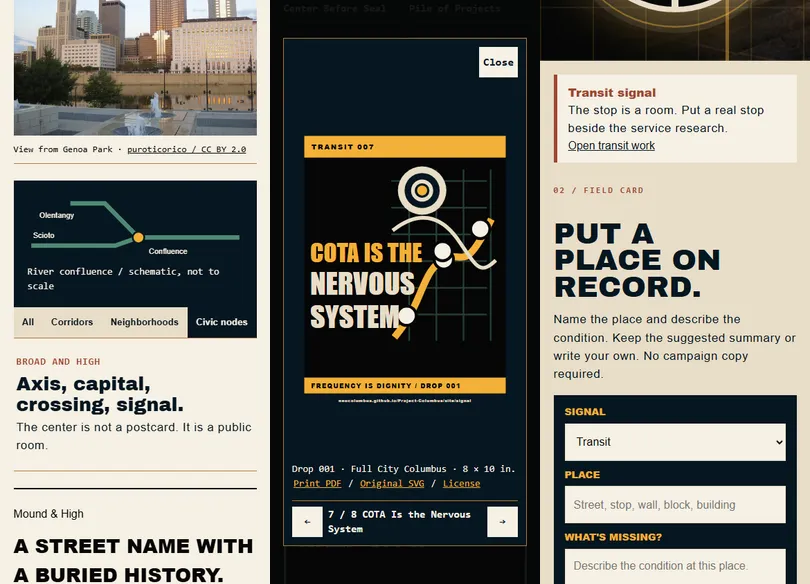 View from Genoa Park · puroticorico / CC BY 2.0
Olentangy
Scioto
Confluence
River confluence / schematic, not to
scale
All Corridors Neighborhoods Civic nodes
BROAD AND HIGH
Axis, capital,
crossing, signal.
The center is not a postcard. It is a public
room.
Mound & High
A STREET NAME WITH
A BURIED HISTORY.
Center Before Seal Pile of Projects
Close
TRANSIT 007
COTA IS THE
NERVOUS
SYSTEM
FREQUENCY IS DIGNITY / DROP 001
neocolumbus.github.io/Project-Columbus/site/signal
Drop 001 · Full City Columbus · 8 × 10 in.
Print PDF / Original SVG / License
← 7 / 8 COTA Is the Nervous →
System
Transit signal
The stop is a room. Put a real stop
beside the service research.
Open transit work
02 / FIELD CARD
PUT A
PLACE ON
RECORD.
Name the place and describe the
condition. Keep the suggested summary or
write your own. No campaign copy
required.
SIGNAL
Transit
PLACE
Street, stop, wall, block, building
WHAT'S MISSING?
Describe the condition at this place.